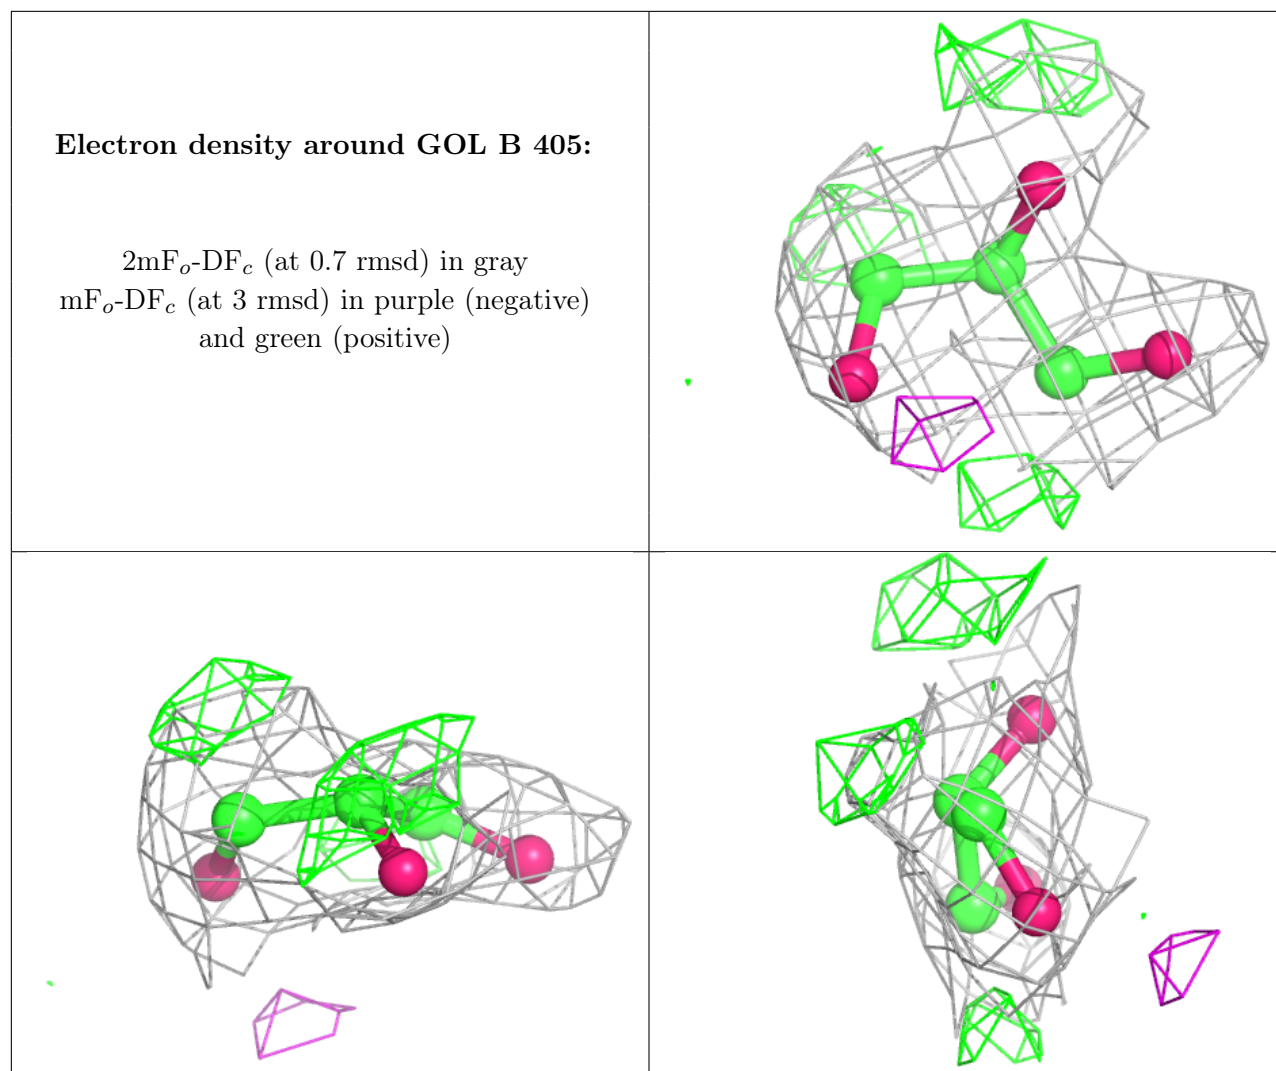 Electron density around GOL B 405:
2mFo-DFc (at 0.7 rmsd) in gray
mFo-DFc (at 3 rmsd) in purple (negative)
and green (positive)